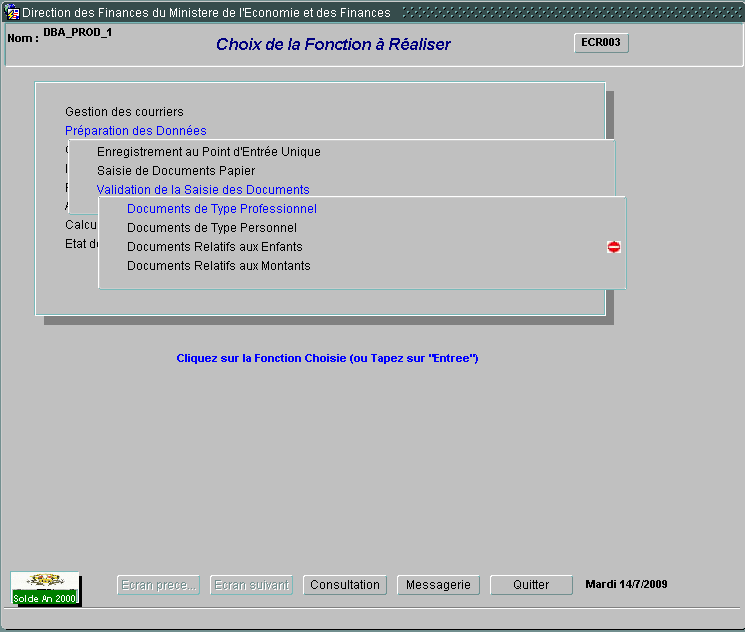 Direction des Finances du Ministere de l'Economie et des Finances
Nom : DBA_PROD_1
Choix de la Fonction à Réaliser
ECR003
Gestion des courriers
Préparation des Données
Enregistrement au Point d'Entrée Unique
Saisie de Documents Papier
Validation de la Saisie des Documents
Documents de Type Professionnel
Documents de Type Personnel
Calcu
Documents Relatifs aux Enfants
Etat d
Documents Relatifs aux Montants
Cliquez sur la Fonction Choisie (ou Tapez sur "Entree")
Solde An 2000
Ecran préce...
Ecran suivant
Consultation
Messagerie
Quitter
Mardi 14/7/2009